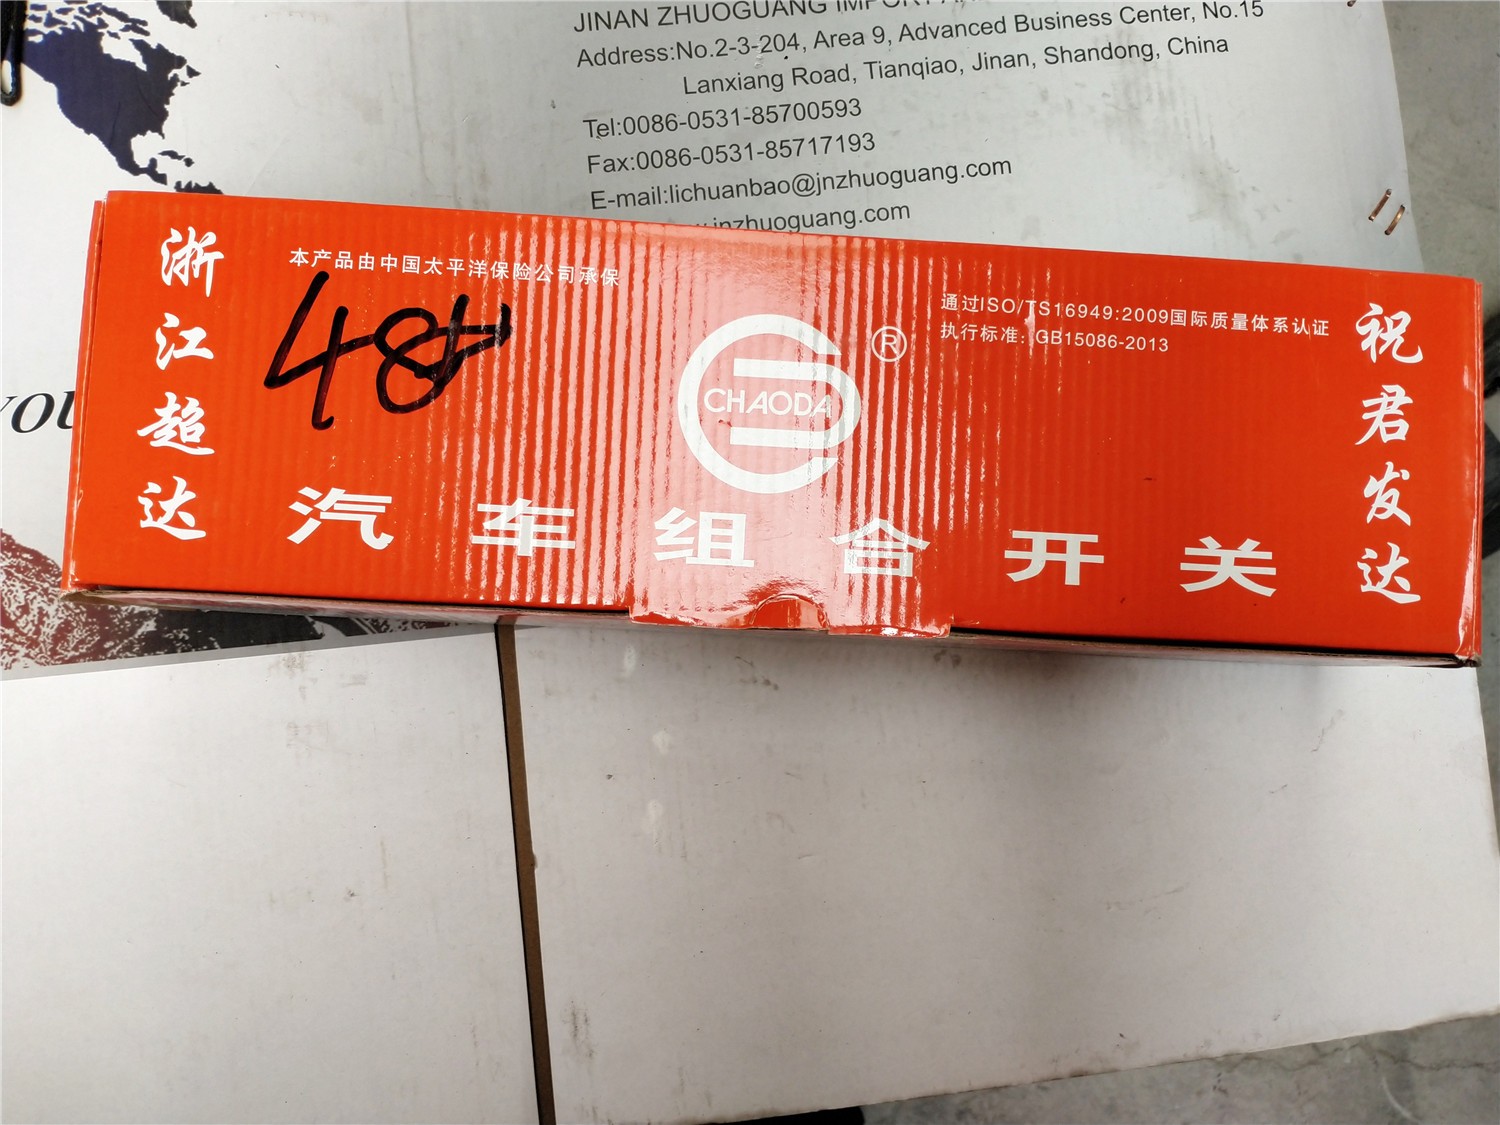 JINAN ZHUOGUANG IMPORT
Address:No.2-3-204, Area 9, Advanced Business Center, No.15
Lanxiang Road, Tianqiao, Jinan, Shandong, China
Tel:0086-0531-85700593
Fax:0086-0531-85717193
E-mail:lichuanbao@jnzhuoguang.com
jnzhuoguang.com
浙江超达
本产品由中国太平洋保险公司承保
48
CHAODA
®
通过ISO/TS16949:2009国际质量体系认证
执行标准: GB15086-2013
汽车组合开关
祝君发达